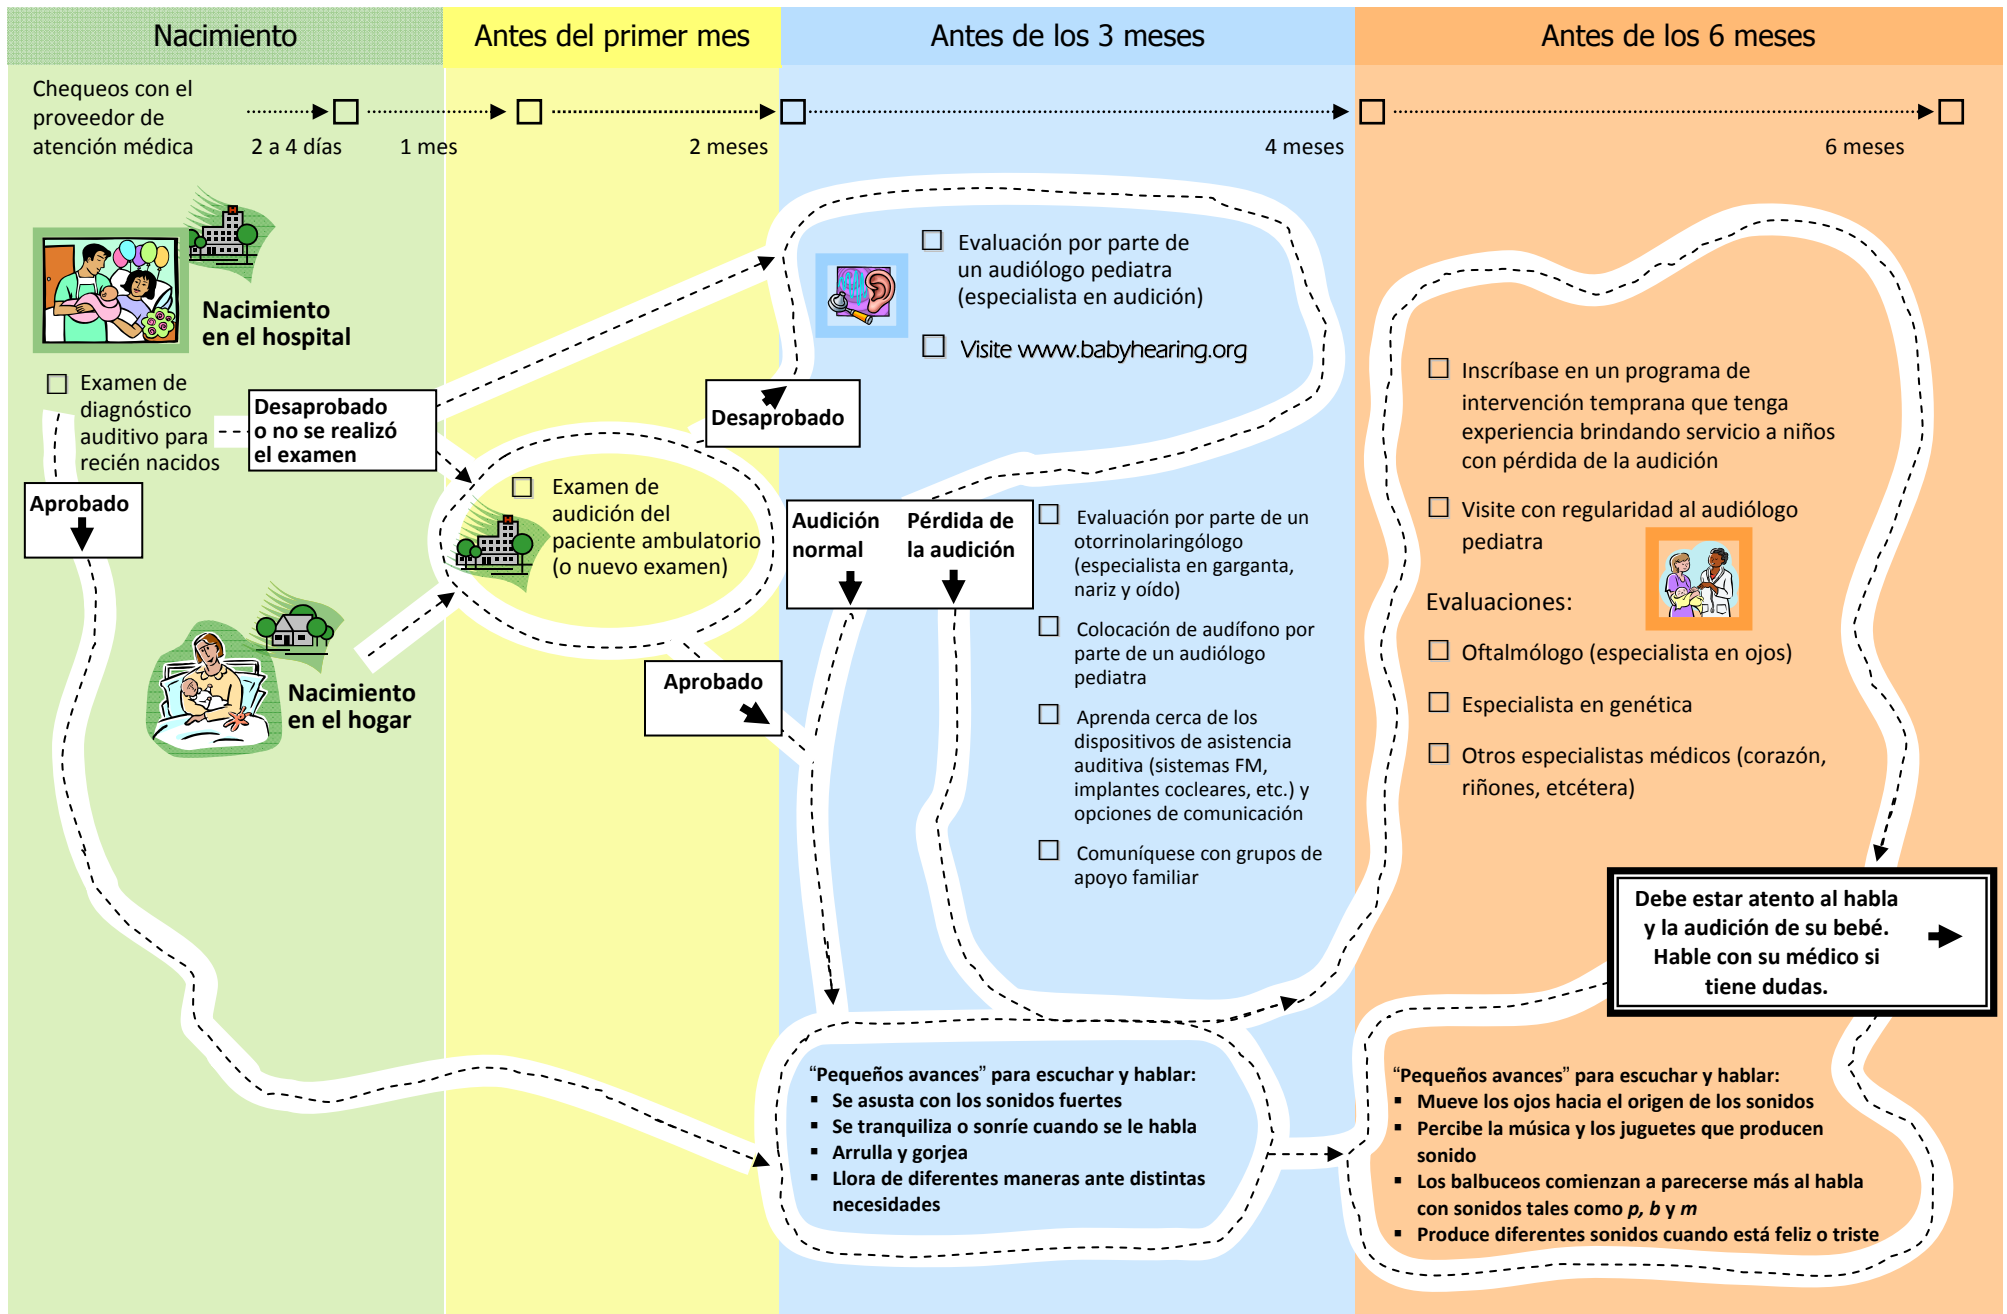 Nacimiento
Antes del primer mes
Antes de los 3 meses
Antes de los 6 meses
Chequeos con el
proveedor de
atención médica
2 a 4 días
1 mes
2 meses
4 meses
6 meses
Nacimiento
en el hospital
Examen de
diagnóstico
auditivo para
recién nacidos
Desaprobado
o no se realizó
el examen
Aprobado
Nacimiento
en el hogar
Examen de
audición del
paciente ambulatorio
(o nuevo examen)
Desaprobado
Aprobado
Evaluación por parte de
un audiólogo pediatra
(especialista en audición)
Visite www.babyhearing.org
Audición
normal
Pérdida de
la audición
Evaluación por parte de un
otorrinolaringólogo
(especialista en garganta,
nariz y oído)
Colocación de audífono por
parte de un audiólogo
pediatra
Aprenda cerca de los
dispositivos de asistencia
auditiva (sistemas FM,
implantes cocleares, etc.) y
opciones de comunicación
Comuníquese con grupos de
apoyo familiar
"Pequeños avances" para escuchar y hablar:
▪ Se asusta con los sonidos fuertes
▪ Se tranquiliza o sonríe cuando se le habla
▪ Arrulla y gorjea
▪ Llora de diferentes maneras ante distintas
necesidades
Inscríbase en un programa de
intervención temprana que tenga
experiencia brindando servicio a niños
con pérdida de la audición
Visite con regularidad al audiólogo
pediatra
Evaluaciones:
Oftalmólogo (especialista en ojos)
Especialista en genética
Otros especialistas médicos (corazón,
riñones, etcétera)
Debe estar atento al habla
y la audición de su bebé.
Hable con su médico si
tiene dudas.
"Pequeños avances" para escuchar y hablar:
▪ Mueve los ojos hacia el origen de los sonidos
▪ Percibe la música y los juguetes que producen
sonido
▪ Los balbuceos comienzan a parecerse más al habla
con sonidos tales como p, b y m
▪ Produce diferentes sonidos cuando está feliz o triste